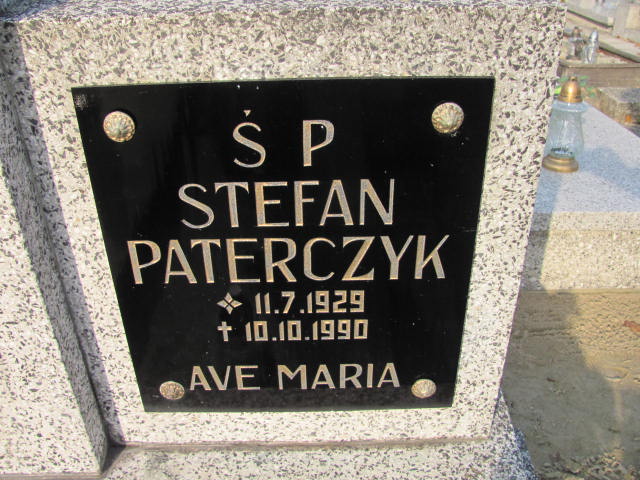 Ś P
STEFAN
PATERCZYK
✧ 11.7.1929
† 10.10.1990
AVE MARIA